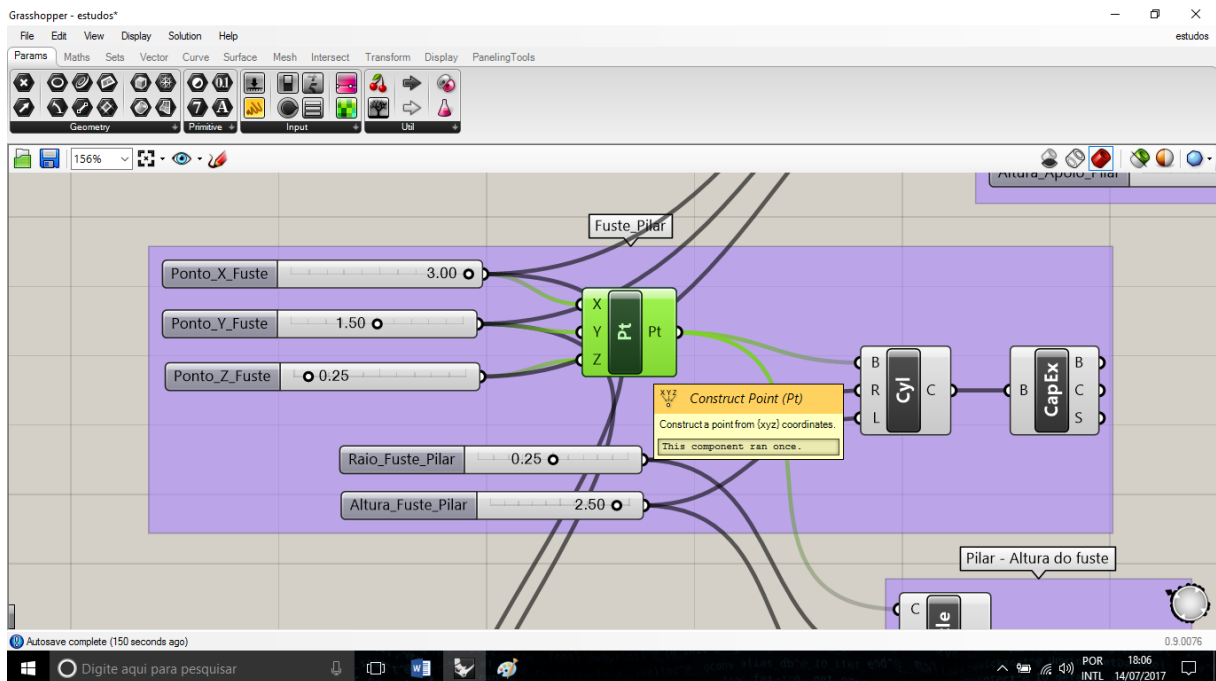 Grasshopper - estudos*
File Edit View Display Solution Help
estudos
Params Maths Sets Vector Curve Surface Mesh Intersect Transform Display PanelingTools
Geometry Primitive Input Util
156%
Altura_Apoio_Pilar
Fuste_Pilar
Ponto_X_Fuste 3.00
Ponto_Y_Fuste 1.50
Ponto_Z_Fuste 0.25
X
Y
Z
Pt
Pt
B
R
L
Cyl
C
B
CapEx
B
C
S
Construct Point (Pt)
Construct a point from {xyz} coordinates.
This component ran once.
Raio_Fuste_Pilar 0.25
Altura_Fuste_Pilar 2.50
Pilar - Altura do fuste
C
Autosave complete (150 seconds ago)
0.9.0076
Digite aqui para pesquisar
POR
INTL
18:06
14/07/2017